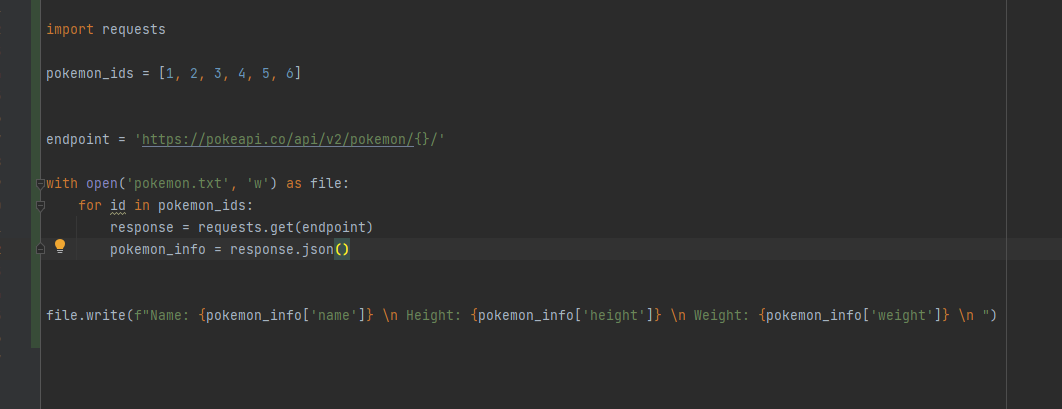 import requests
pokemon_ids = [1, 2, 3, 4, 5, 6]
endpoint = 'https://pokeapi.co/api/v2/pokemon/{}/'
with open('pokemon.txt', 'w') as file:
    for id in pokemon_ids:
        response = requests.get(endpoint)
        pokemon_info = response.json()
file.write(f"Name: {pokemon_info['name']} \n Height: {pokemon_info['height']} \n Weight: {pokemon_info['weight']} \n ")